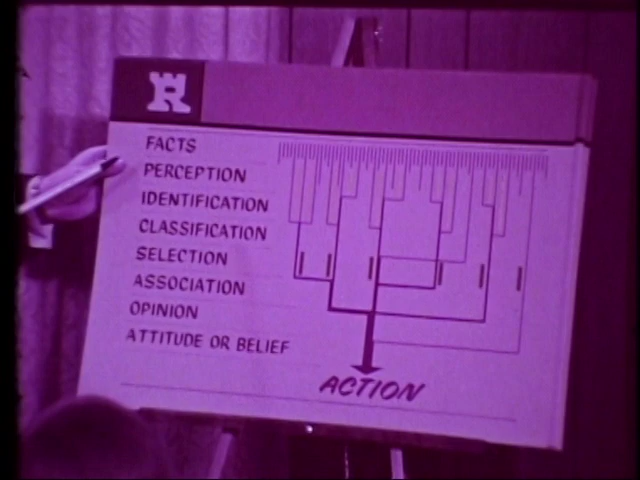 R
FACTS
PERCEPTION
IDENTIFICATION
CLASSIFICATION
SELECTION
ASSOCIATION
OPINION
ATTITUDE OR BELIEF
ACTION